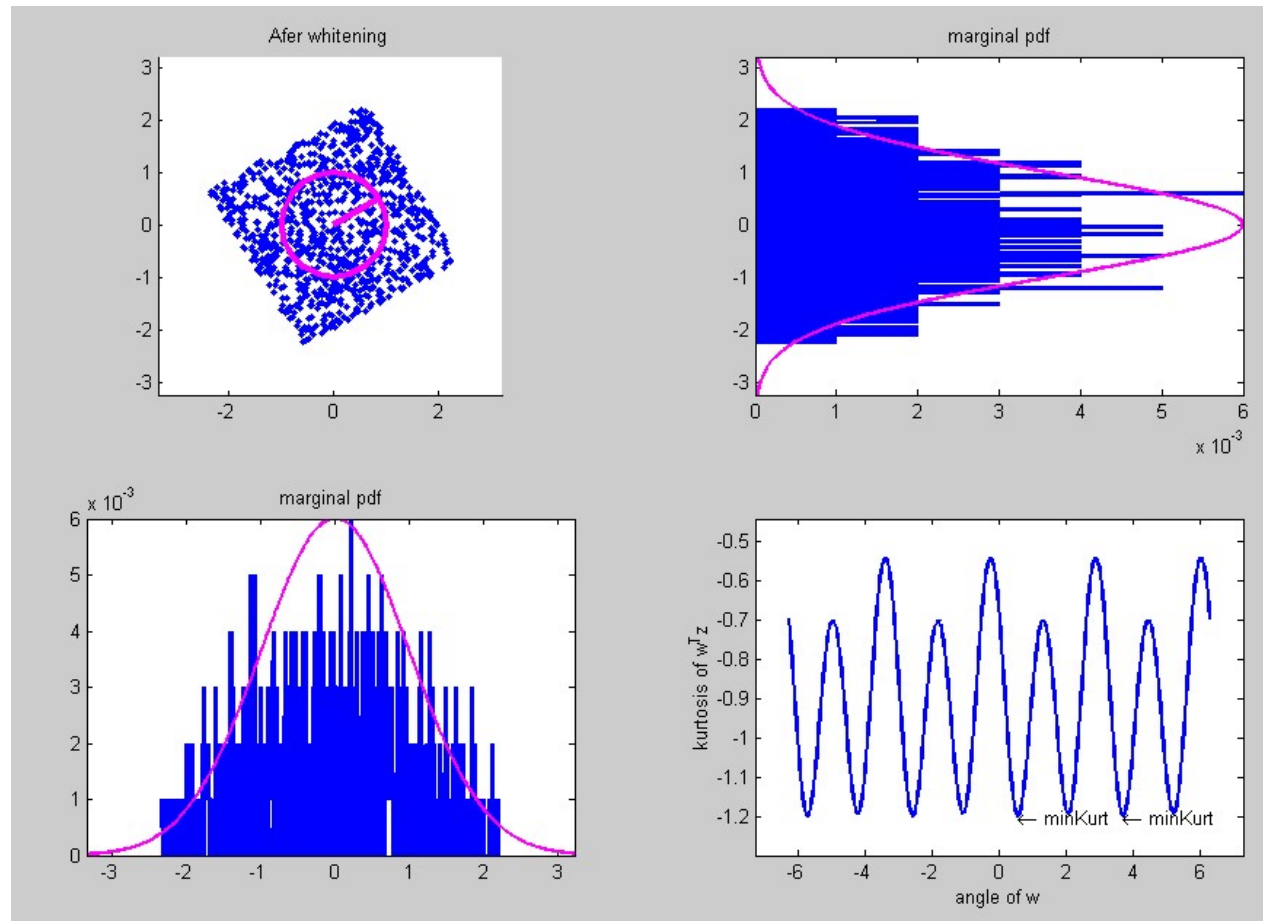 Afer whitening
3
2
1
0
-1
-2
-3
-2 0 2
marginal pdf
3
2
1
0
-1
-2
-3
0 1 2 3 4 5 6
x 10^-3
marginal pdf
x 10^-3
6
5
4
3
2
1
0
-3 -2 -1 0 1 2 3
kurtosis of w^T z
-0.5
-0.6
-0.7
-0.8
-0.9
-1
-1.1
-1.2
← minKurt ← minKurt
-6 -4 -2 0 2 4 6
angle of w